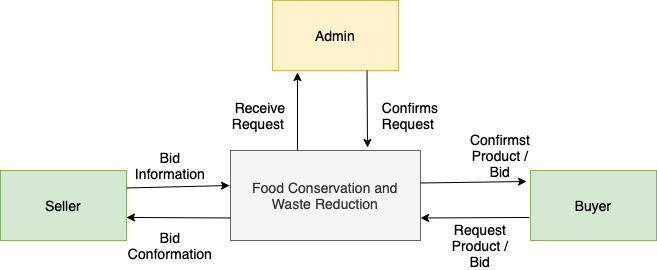 Admin
Receive
Request
Confirms
Request
Bid
Information
Confirmst
Product /
Bid
Seller
Food Conservation and
Waste Reduction
Buyer
Bid
Conformation
Request
Product /
Bid